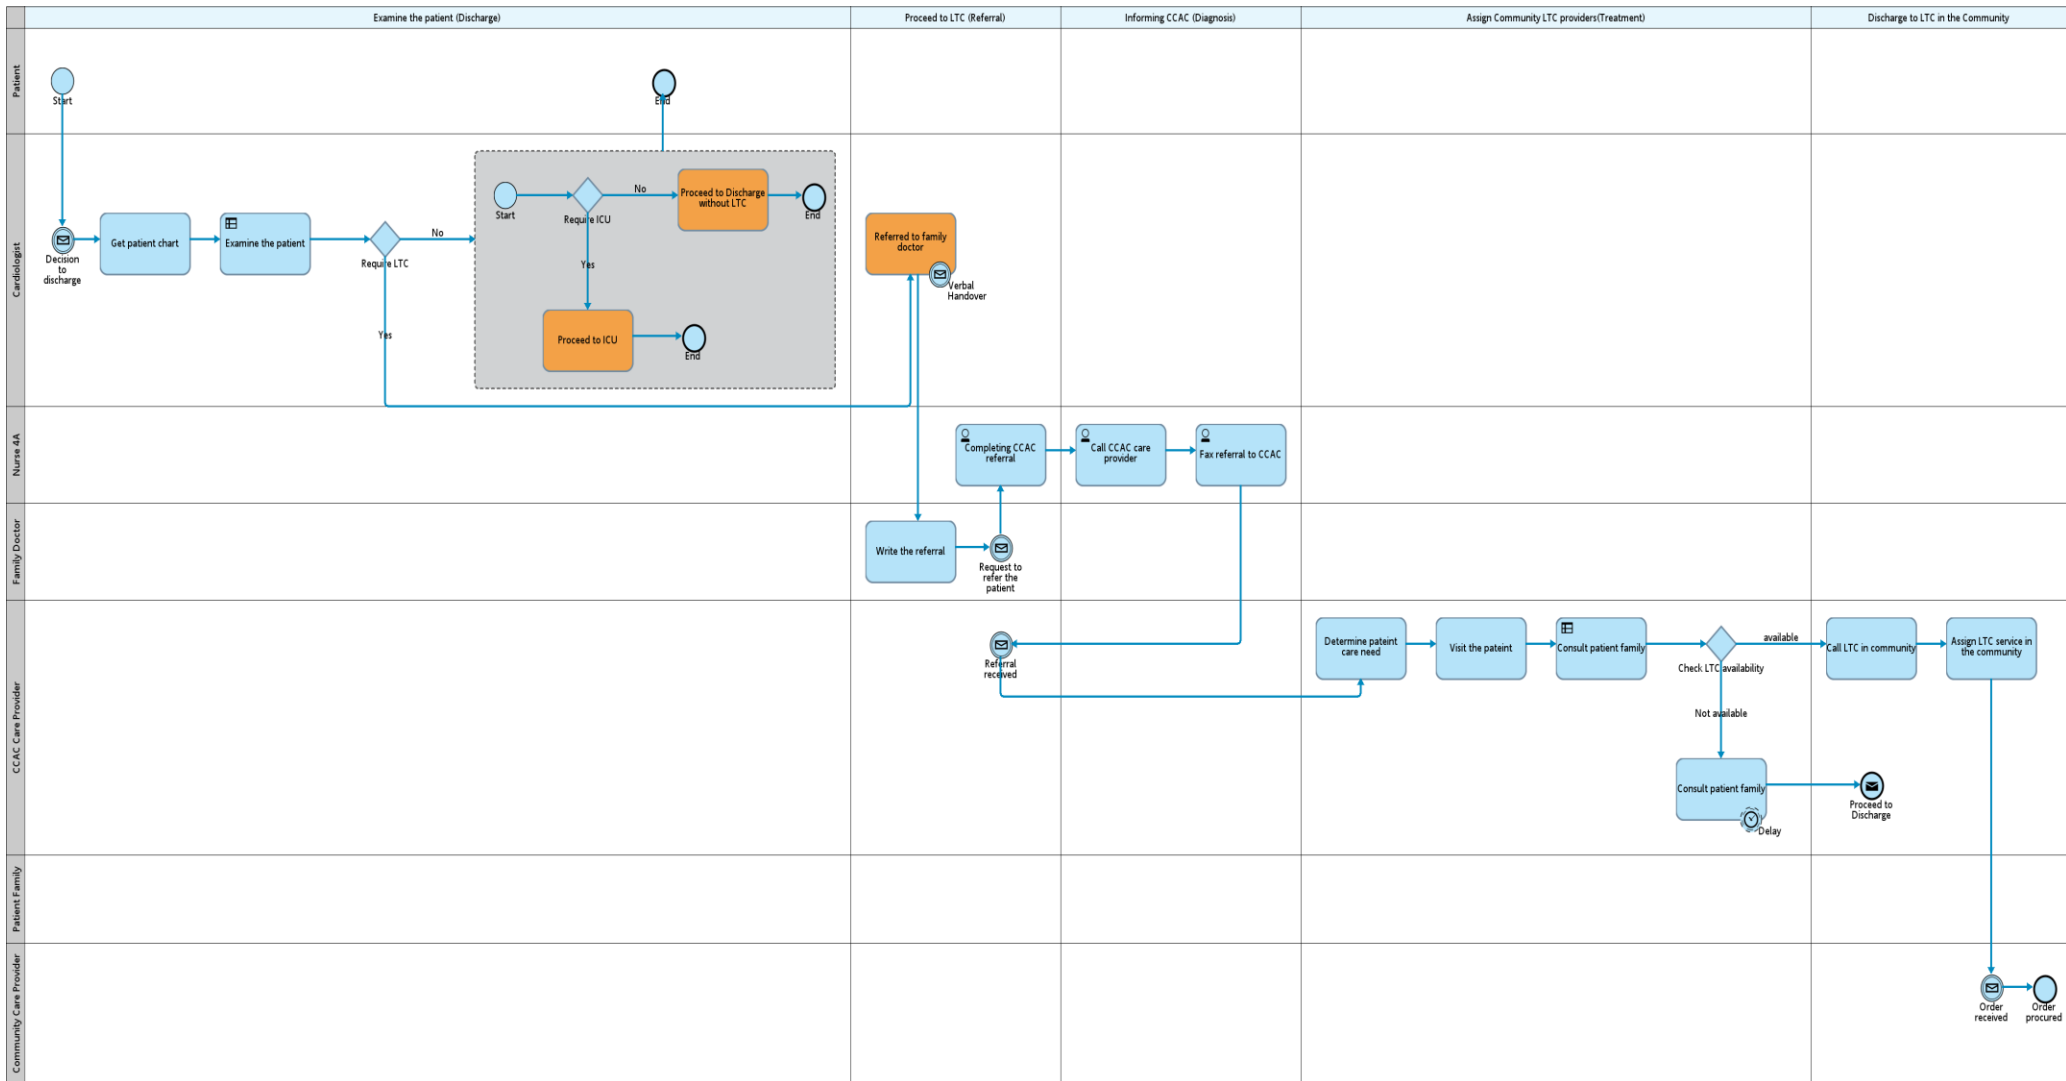 Examine the patient (Discharge)
Proceed to LTC (Referral)
Informing CCAC (Diagnosis)
Assign Community LTC providers(Treatment)
Discharge to LTC in the Community
Patient
Start
End
Cardiologist
Decision
to
discharge
Get patient chart
Examine the patient
Require LTC
No
Yes
Start
Require ICU
No
Proceed to Discharge
without LTC
End
Yes
Proceed to ICU
End
Referred to family
doctor
Verbal
Handover
Nurse 4A
Completing CCAC
referral
Call CCAC care
provider
Fax referral to CCAC
Family Doctor
Write the referral
Request to
refer the
patient
CCAC Care Provider
Referral
received
Determine pateint
care need
Visit the pateint
Consult patient family
Check LTC availability
available
Not available
Call LTC in community
Assign LTC service in
the community
Consult patient family
Delay
Proceed to
Discharge
Patient Family
Community Care Provider
Order
received
Order
procured